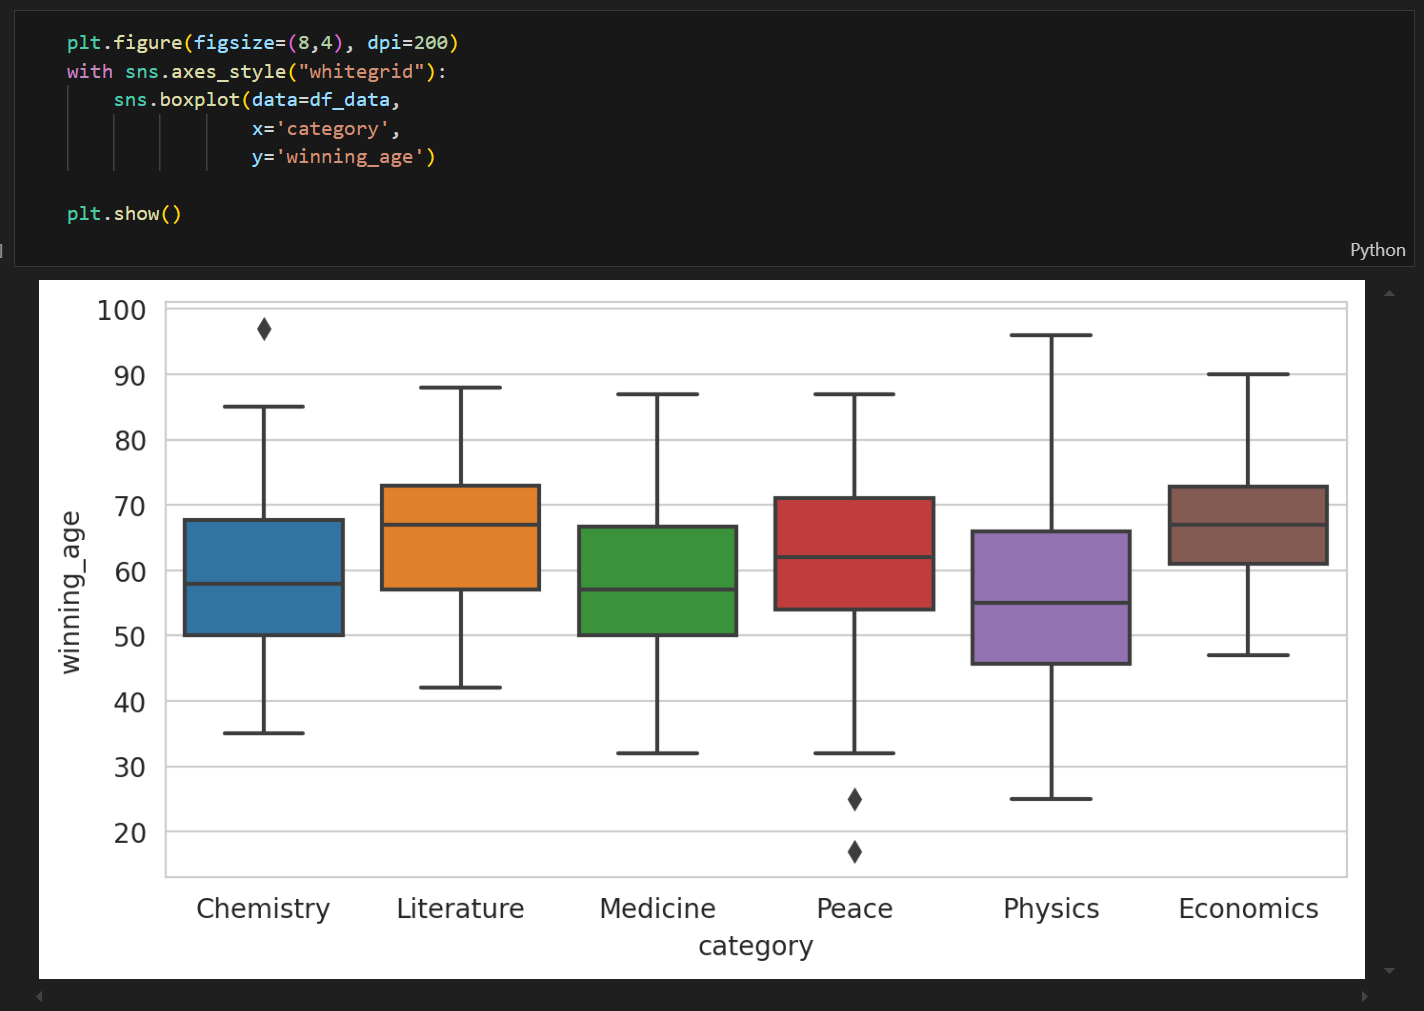 plt.figure(figsize=(8,4), dpi=200)
with sns.axes_style("whitegrid"):
    sns.boxplot(data=df_data,
                x='category',
                y='winning_age')
plt.show()
Python
100
90
80
70
60
50
40
30
20
winning_age
Chemistry Literature Medicine Peace Physics Economics
category